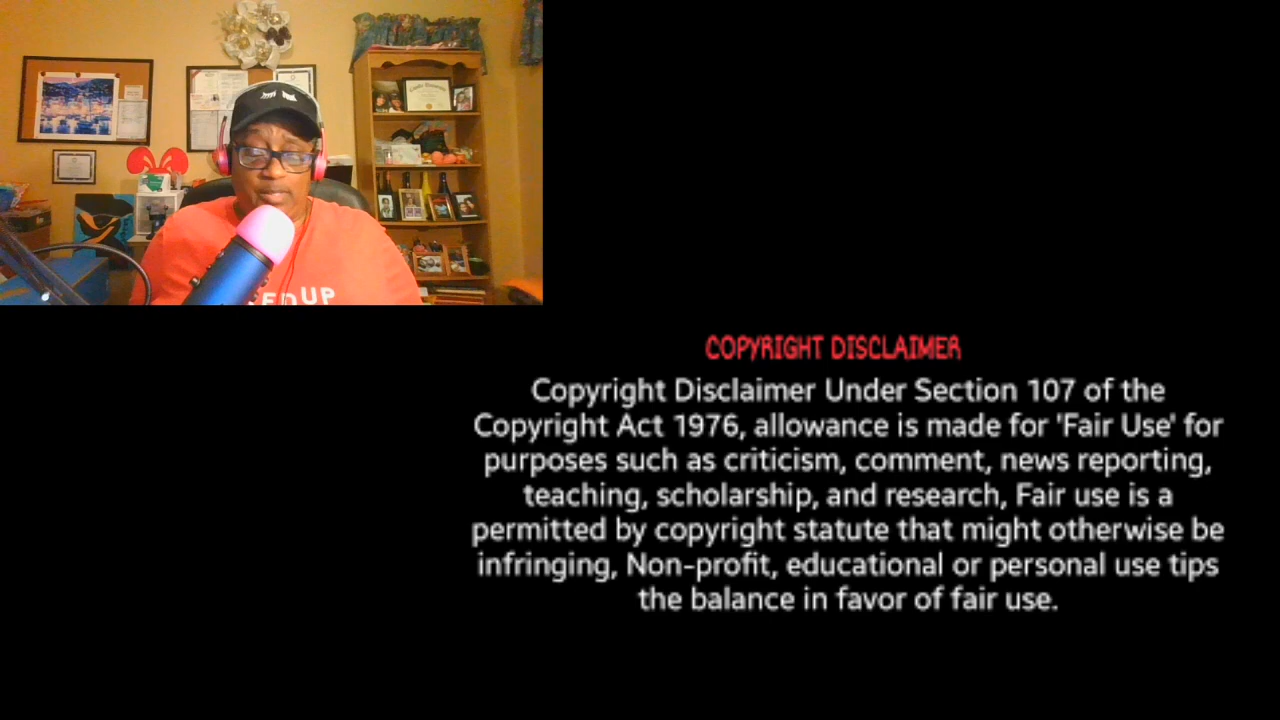 EDUP
COPYRIGHT DISCLAIMER
Copyright Disclaimer Under Section 107 of the
Copyright Act 1976, allowance is made for 'Fair Use' for
purposes such as criticism, comment, news reporting,
teaching, scholarship, and research, Fair use is a
permitted by copyright statute that might otherwise be
infringing, Non-profit, educational or personal use tips
the balance in favor of fair use.